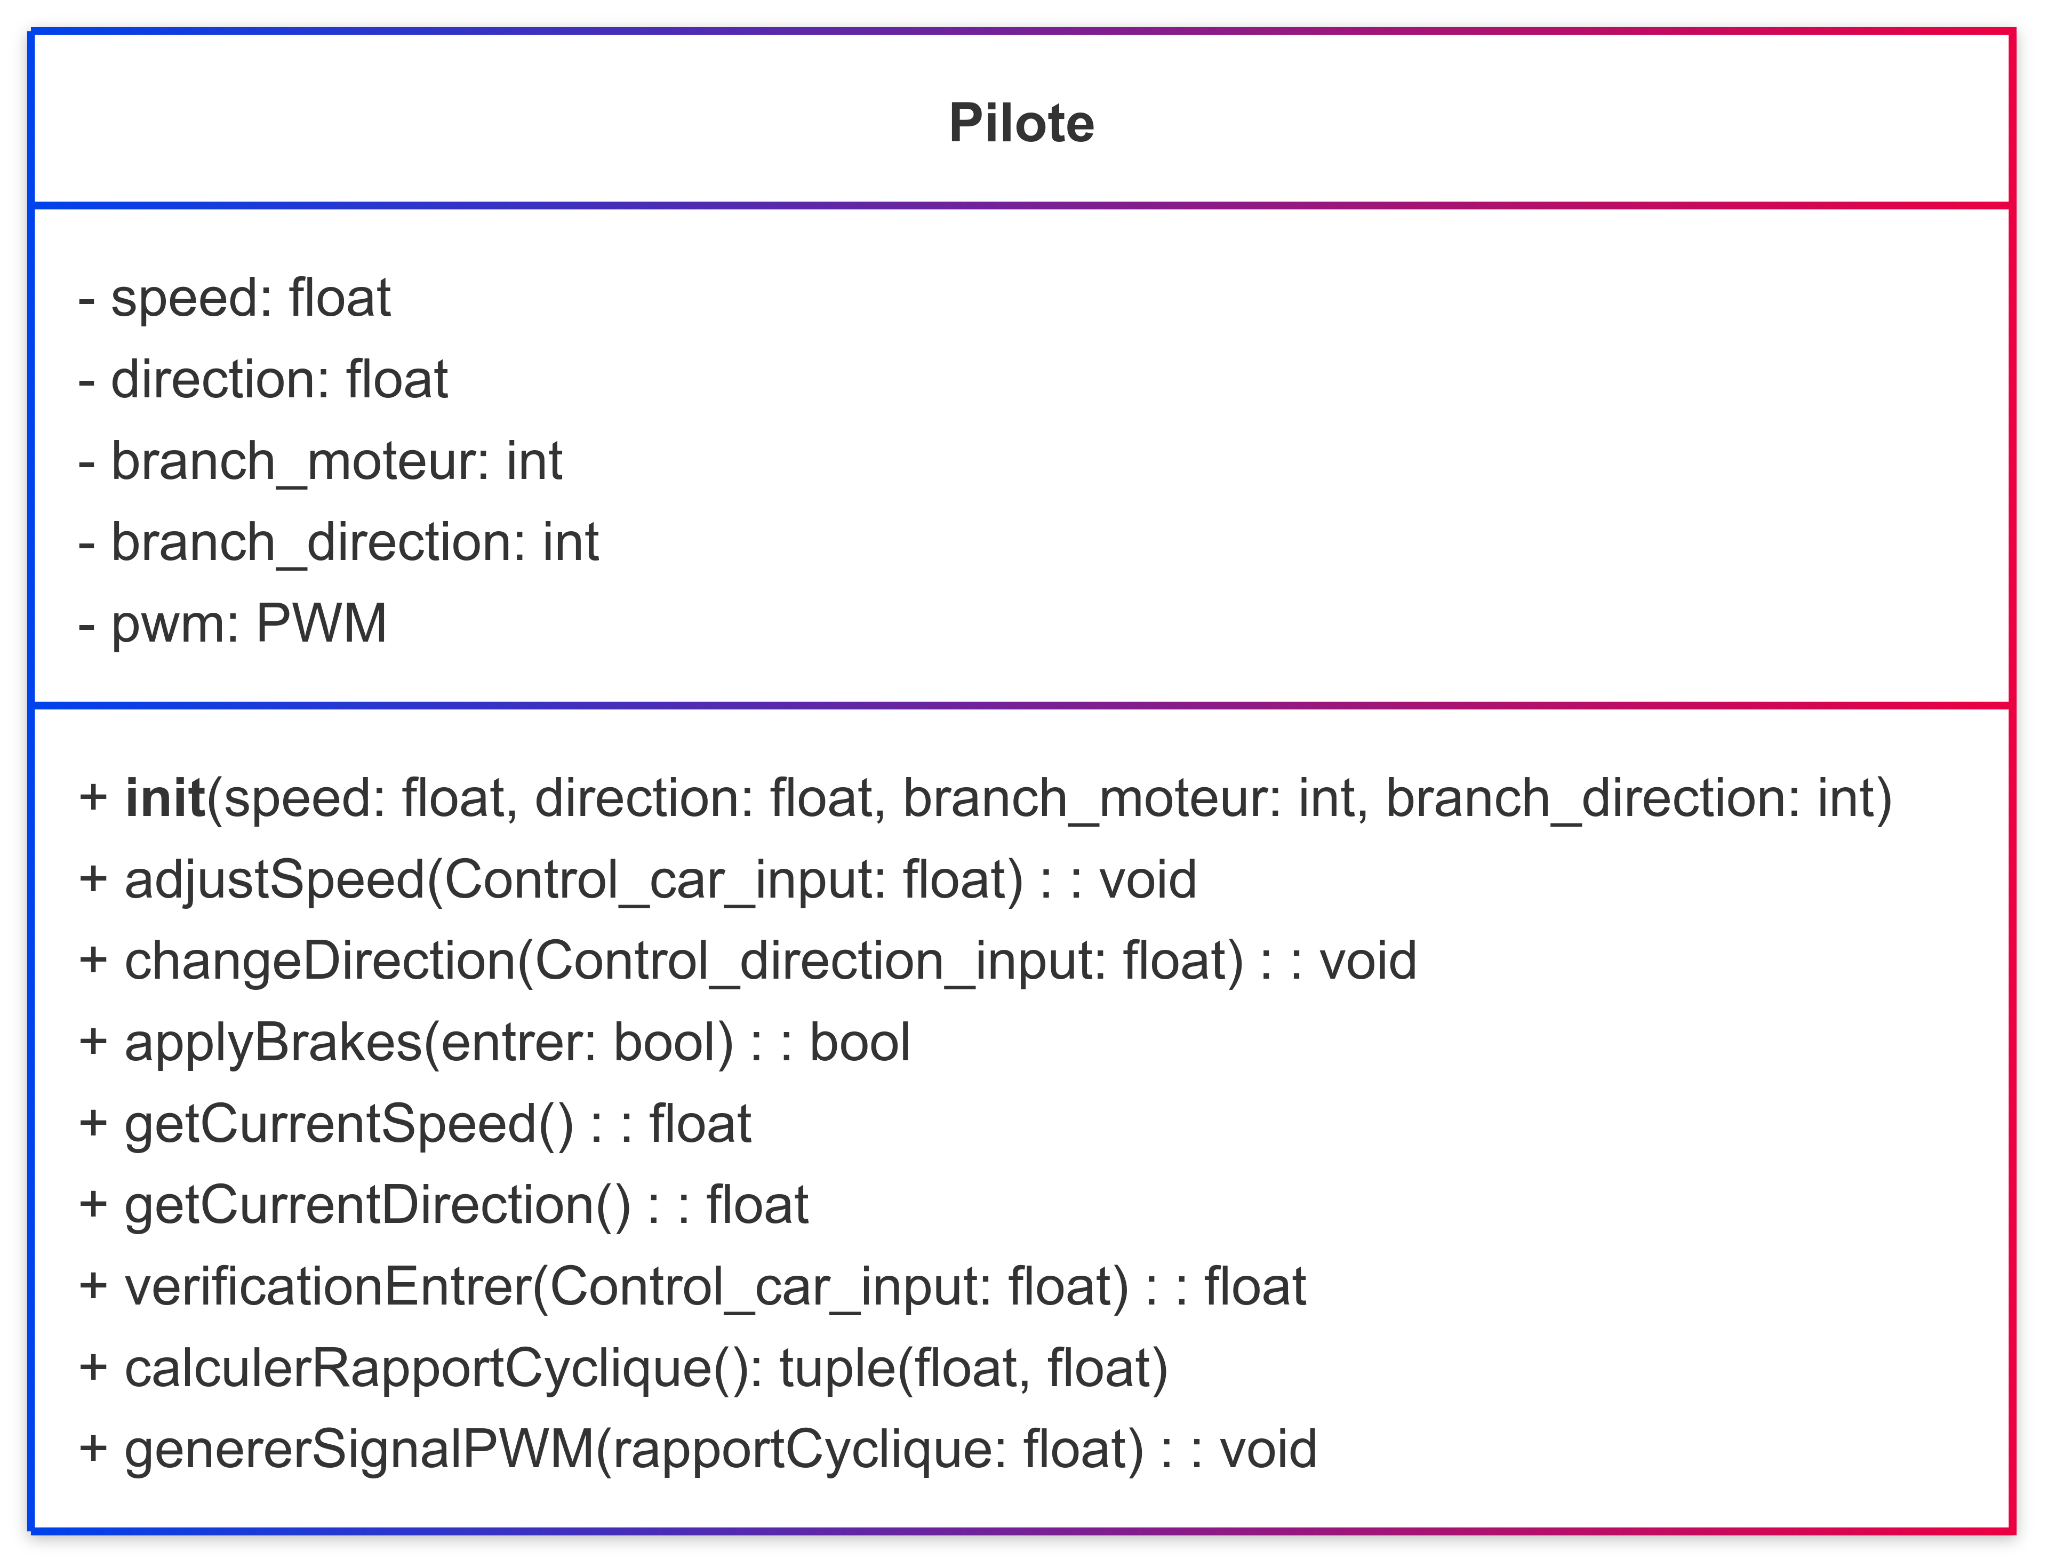 Pilote
- speed: float
- direction: float
- branch_moteur: int
- branch_direction: int
- pwm: PWM
+ init(speed: float, direction: float, branch_moteur: int, branch_direction: int)
+ adjustSpeed(Control_car_input: float) : : void
+ changeDirection(Control_direction_input: float) : : void
+ applyBrakes(entrer: bool) : : bool
+ getCurrentSpeed() : : float
+ getCurrentDirection() : : float
+ verificationEntrer(Control_car_input: float) : : float
+ calculerRapportCyclique(): tuple(float, float)
+ genererSignalPWM(rapportCyclique: float) : : void